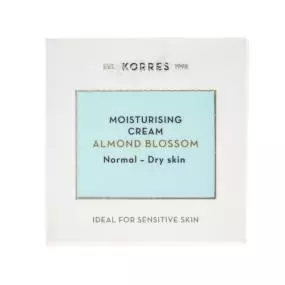 EST. KORRES 1996
MOISTURISING
CREAM
ALMOND BLOSSOM
Normal – Dry skin
IDEAL FOR SENSITIVE SKIN